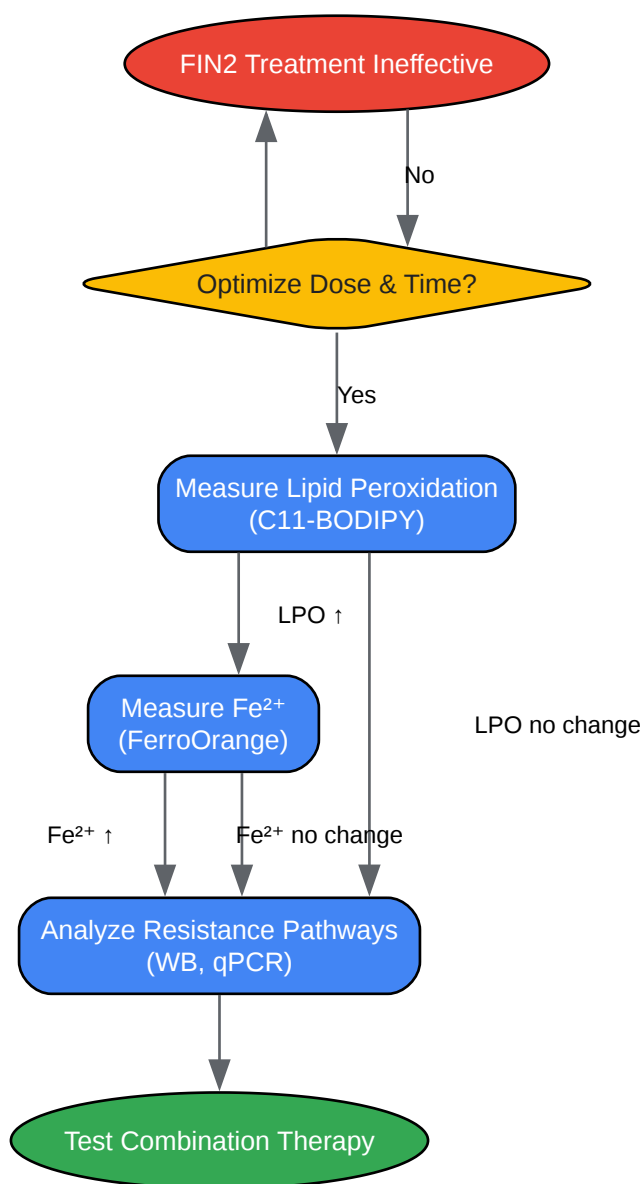 FIN2 Treatment Ineffective
No
Optimize Dose & Time?
Yes
Measure Lipid Peroxidation
(C11-BODIPY)
LPO ↑
Measure Fe²⁺
(FerroOrange)
LPO no change
Fe²⁺ ↑
Fe²⁺ no change
Analyze Resistance Pathways
(WB, qPCR)
Test Combination Therapy